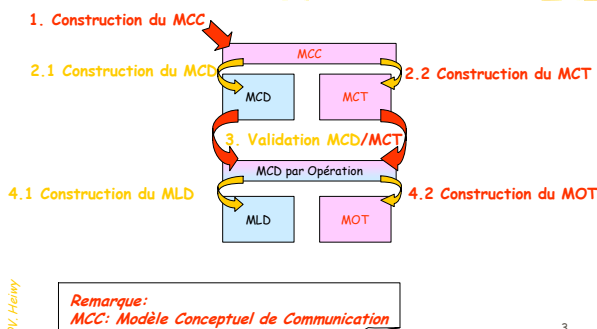 1. Construction du MCC
MCC
2.1 Construction du MCD
2.2 Construction du MCT
MCD
MCT
3. Validation MCD/MCT
MCD par Opération
4.1 Construction du MLD
4.2 Construction du MOT
MLD
MOT
Remarque:
MCC: Modèle Conceptuel de Communication
V. Heiwy
3